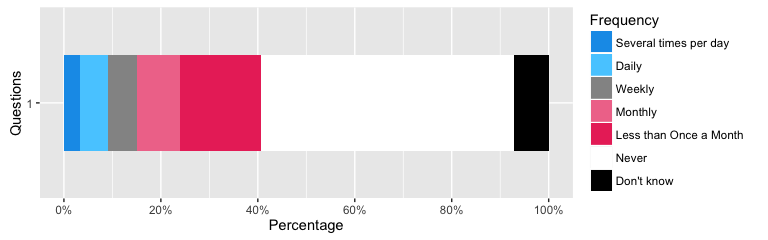 Frequency
Several times per day
Daily
Weekly
Monthly
Less than Once a Month
Never
Don't know
Questions
1
0%
20%
40%
60%
80%
100%
Percentage